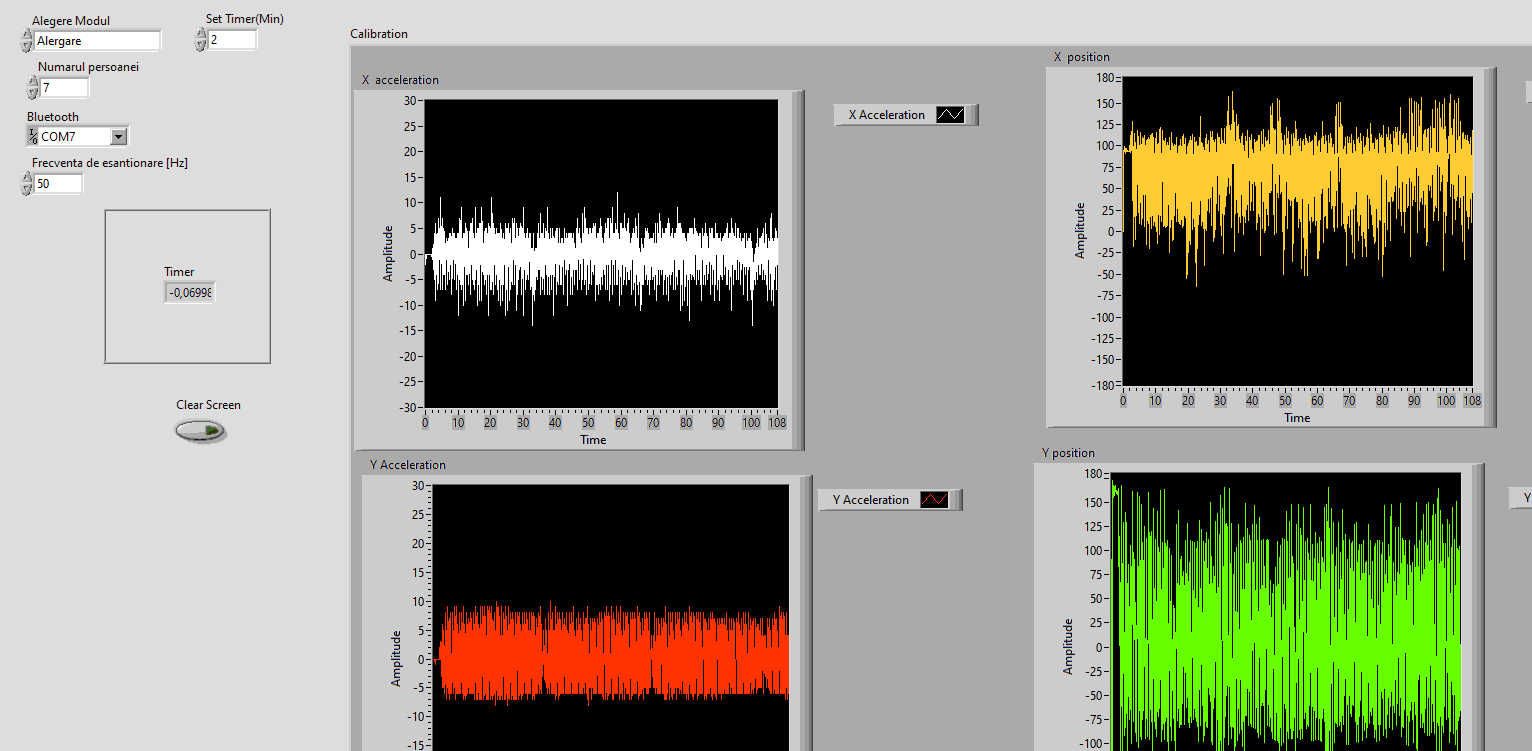 Alegere Modul
Alergare
Set Timer(Min)
2
Numarul persoanei
7
Bluetooth
COM7
Frecventa de esantionare [Hz]
50
Timer
-0,06998
Clear Screen
Calibration
X acceleration
30
25
20
15
10
5
0
-5
-10
-15
-20
-25
-30
Amplitude
0 10 20 30 40 50 60 70 80 90 100 108
Time
X Acceleration
X position
180
150
125
100
75
50
25
0
-25
-50
-75
-100
-125
-150
-180
Amplitude
0 10 20 30 40 50 60 70 80 90 100 108
Time
Y Acceleration
30
25
20
15
10
5
0
-5
-10
-15
Amplitude
Y Acceleration
Y position
180
150
125
100
75
50
25
0
-25
-50
-75
-100
Amplitude
Y